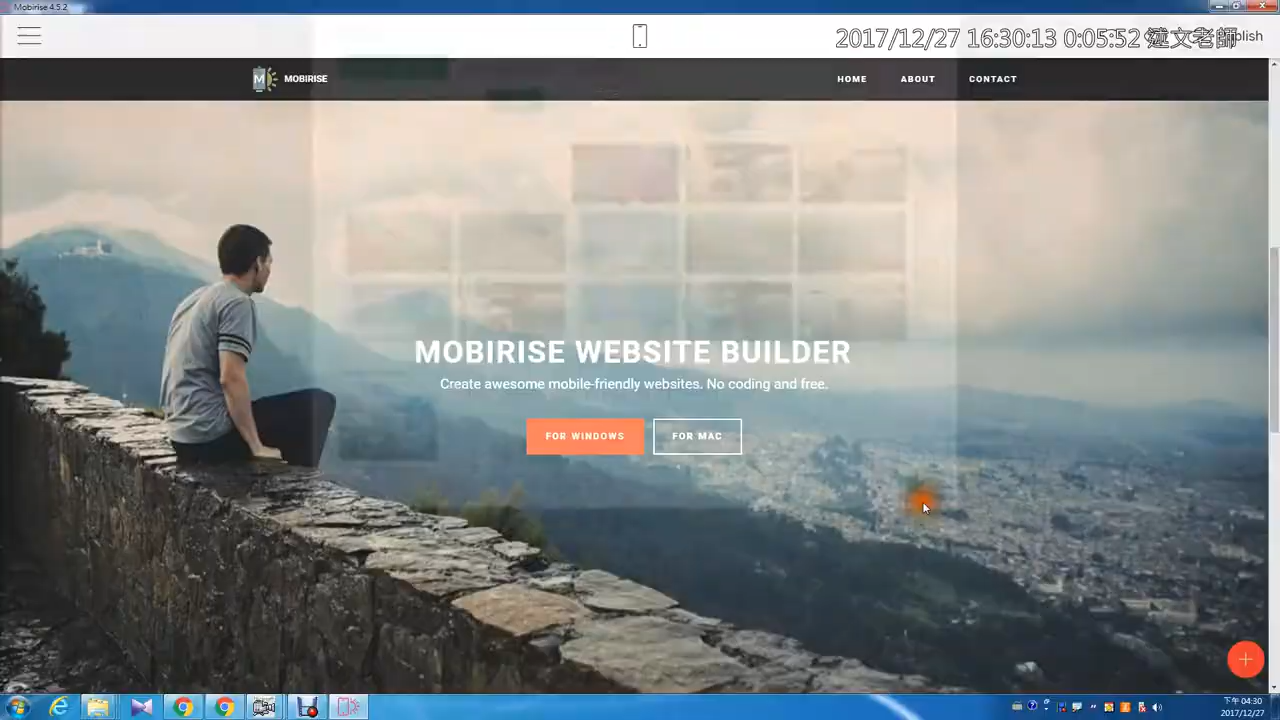 Mobirise 4.5.2
2017/12/27 16:30:13 0:05:52
老師
MOBIRISE
HOME
ABOUT
CONTACT
MOBIRISE WEBSITE BUILDER
Create awesome mobile-friendly websites. No coding and free.
FOR WINDOWS
FOR MAC
下午 04:30
2017/12/27